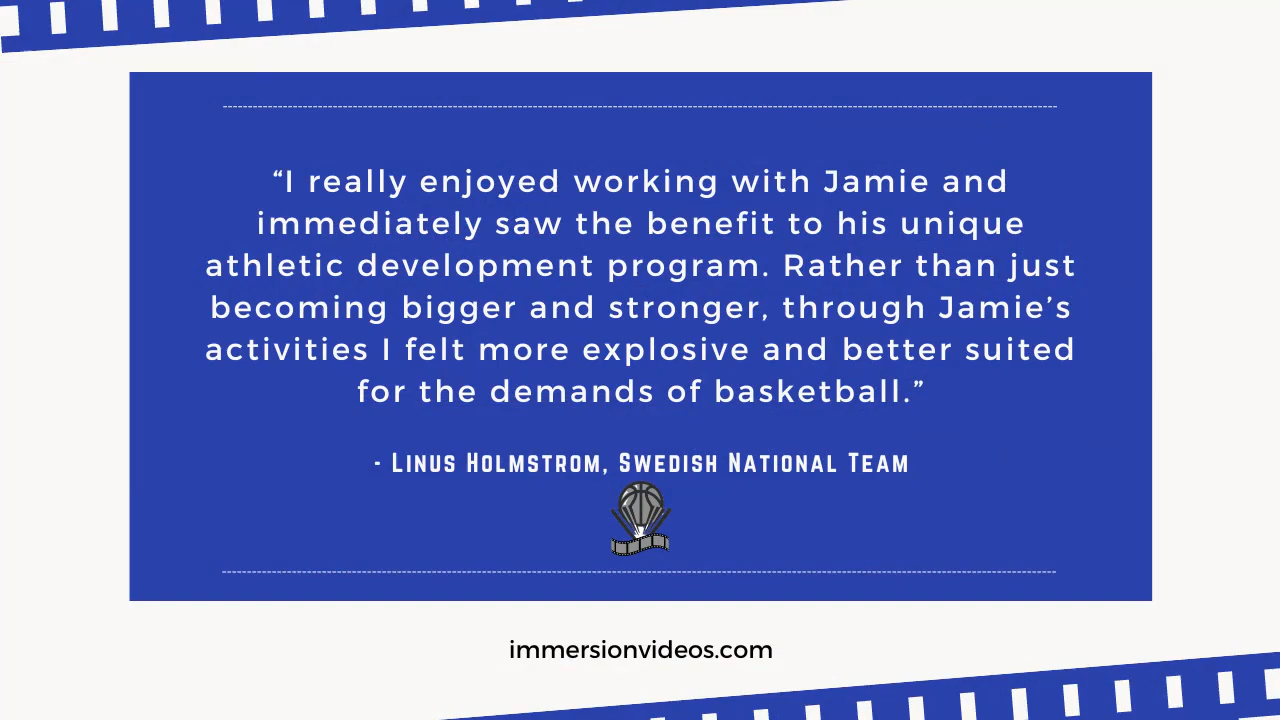 “I really enjoyed working with Jamie and
immediately saw the benefit to his unique
athletic development program. Rather than just
becoming bigger and stronger, through Jamie’s
activities I felt more explosive and better suited
for the demands of basketball.”
- Linus Holmstrom, Swedish National Team
immersionvideos.com